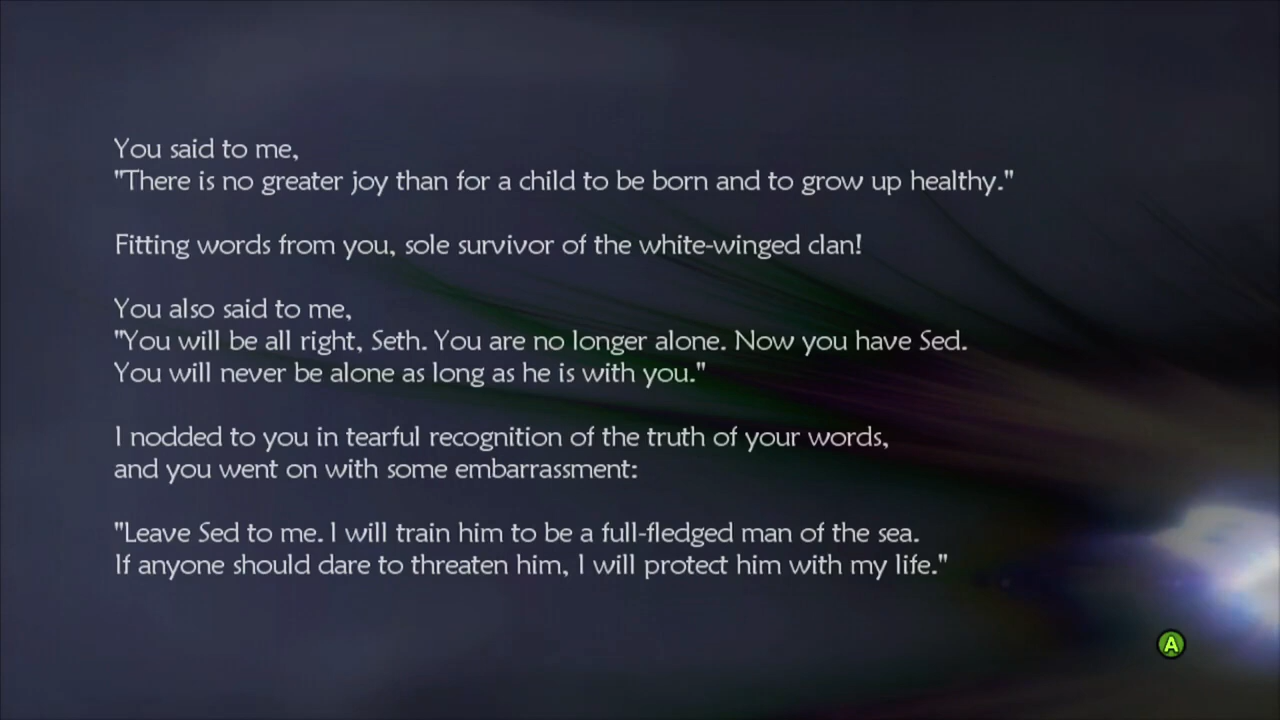 You said to me,
"There is no greater joy than for a child to be born and to grow up healthy."
Fitting words from you, sole survivor of the white-winged clan!
You also said to me,
"You will be all right, Seth. You are no longer alone. Now you have Sed.
You will never be alone as long as he is with you."
I nodded to you in tearful recognition of the truth of your words,
and you went on with some embarrassment:
"Leave Sed to me. I will train him to be a full-fledged man of the sea.
If anyone should dare to threaten him, I will protect him with my life."
A